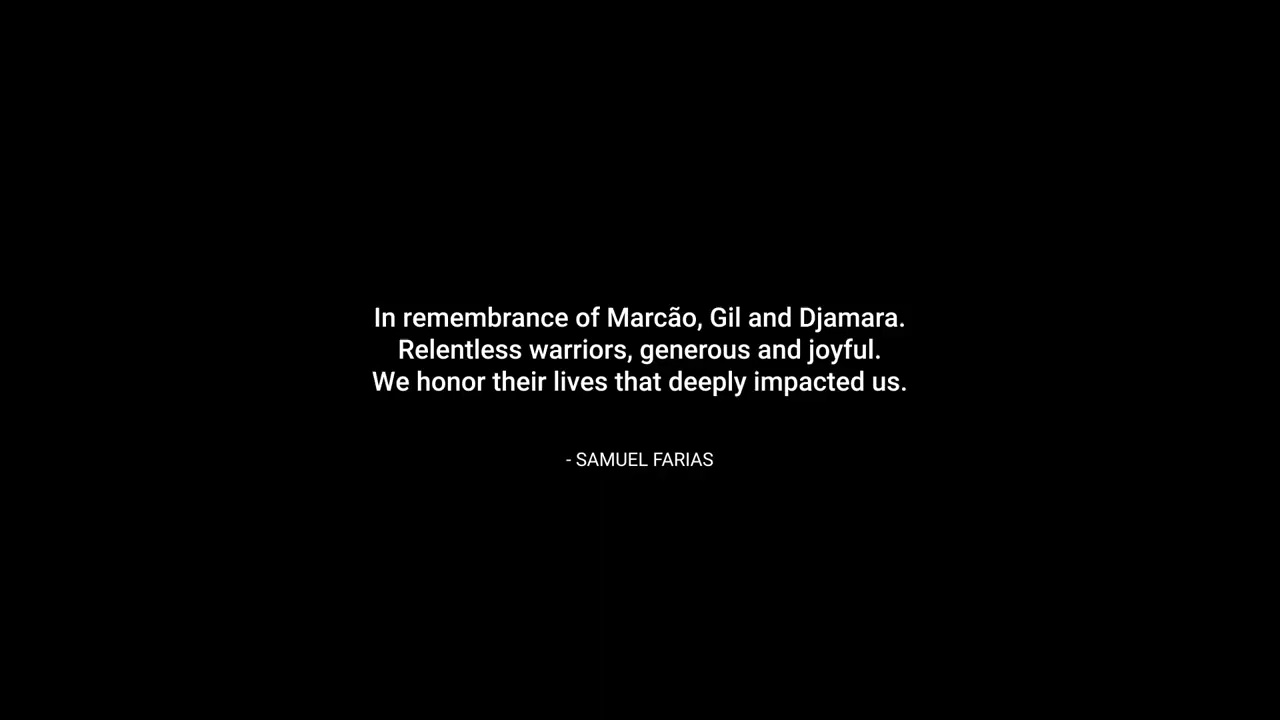 In remembrance of Marcão, Gil and Djamara.
Relentless warriors, generous and joyful.
We honor their lives that deeply impacted us.
- SAMUEL FARIAS